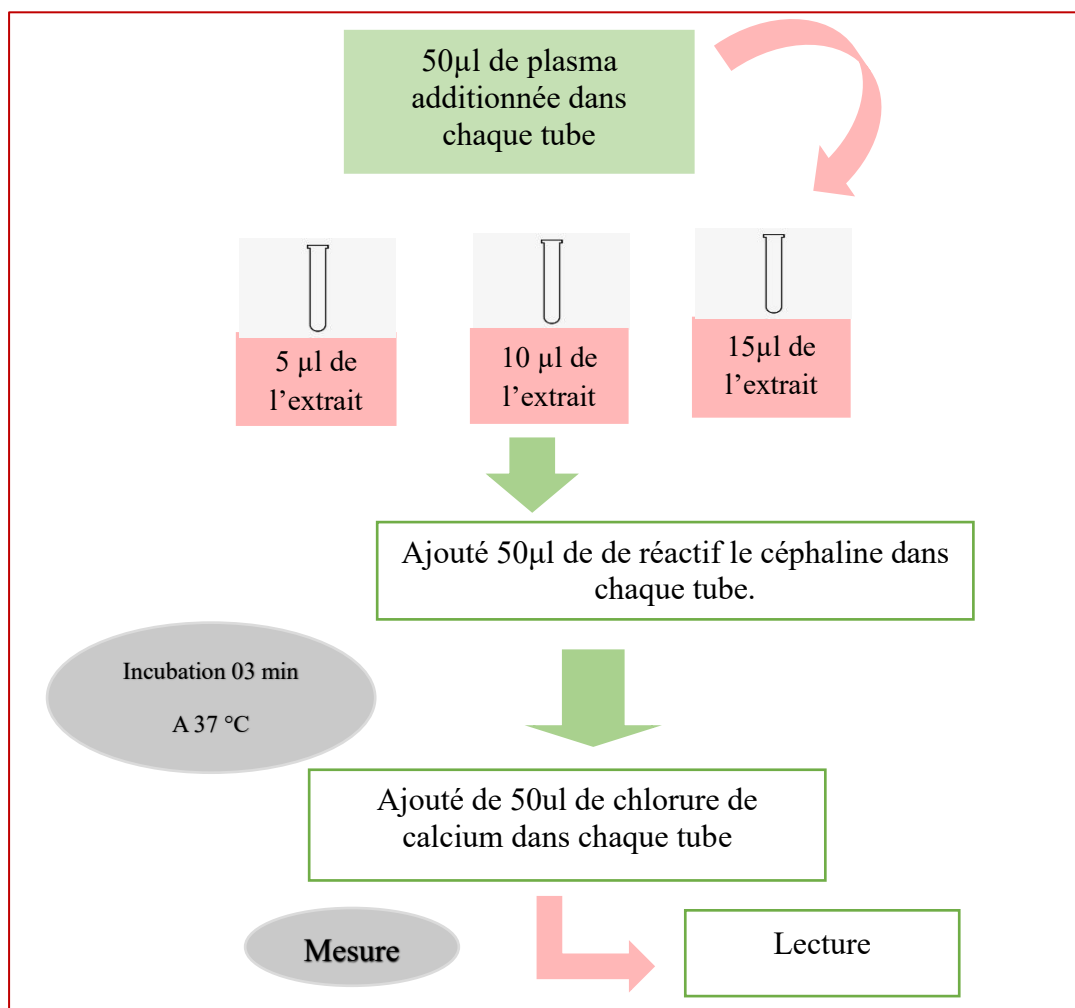 50µl de plasma
additionnée dans
chaque tube
5 µl de
l’extrait
10 µl de
l’extrait
15µl de
l’extrait
Ajouté 50µl de de réactif le céphaline dans
chaque tube.
Incubation 03 min
A 37 °C
Ajouté de 50ul de chlorure de
calcium dans chaque tube
Mesure
Lecture